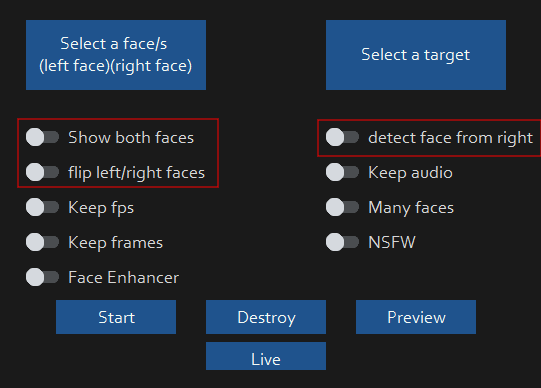 Select a face/s
(left face)(right face)
Select a target
Show both faces
detect face from right
flip left/right faces
Keep audio
Keep fps
Many faces
Keep frames
NSFW
Face Enhancer
Start
Destroy
Preview
Live